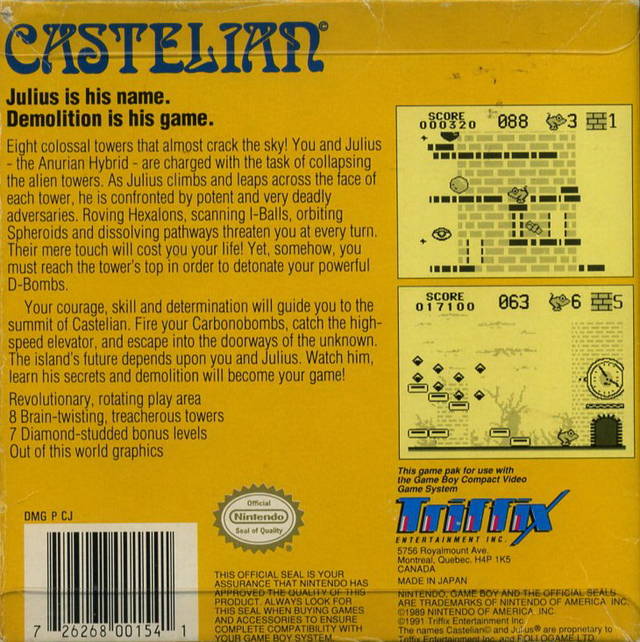 CASTELIAN©
Julius is his name.
Demolition is his game.
Eight colossal towers that almost crack the sky! You and Julius
- the Anurian Hybrid - are charged with the task of collapsing
the alien towers. As Julius climbs and leaps across the face of
each tower, he is confronted by potent and very deadly
adversaries. Roving Hexalons, scanning I-Balls, orbiting
Spheroids and dissolving pathways threaten you at every turn.
Their mere touch will cost you your life! Yet, somehow, you
must reach the tower's top in order to detonate your powerful
D-Bombs.
Your courage, skill and determination will guide you to the
summit of Castelian. Fire your Carbonobombs, catch the high-
speed elevator, and escape into the doorways of the unknown.
The island's future depends upon you and Julius. Watch him,
learn his secrets and demolition will become your game!
Revolutionary, rotating play area
8 Brain-twisting, treacherous towers
7 Diamond-studded bonus levels
Out of this world graphics
SCORE
000320 088 3 1
SCORE
017100 063 6 5
This game pak for use with
the Game Boy Compact Video
Game System
Triffix
ENTERTAINMENT INC.
5756 Royalmount Ave.
Montreal, Quebec. H4P 1K5
CANADA
MADE IN JAPAN
NINTENDO, GAME BOY AND THE OFFICIAL SEALS
ARE TRADEMARKS OF NINTENDO OF AMERICA INC.
©1989 NINTENDO OF AMERICA, INC.
©1991 Triffix Entertainment Inc.
The names Castelian© and Julius® are proprietary to
Triffix Entertainment Inc. and FOLOGAME LTD.
DMG P CJ
7 26268 00154 1
Official
Nintendo
Seal of Quality
THIS OFFICIAL SEAL IS YOUR
ASSURANCE THAT NINTENDO HAS
APPROVED THE QUALITY OF THIS
PRODUCT. ALWAYS LOOK FOR
THIS SEAL WHEN BUYING GAMES
AND ACCESSORIES TO ENSURE
COMPLETE COMPATIBILITY WITH
YOUR GAME BOY SYSTEM.